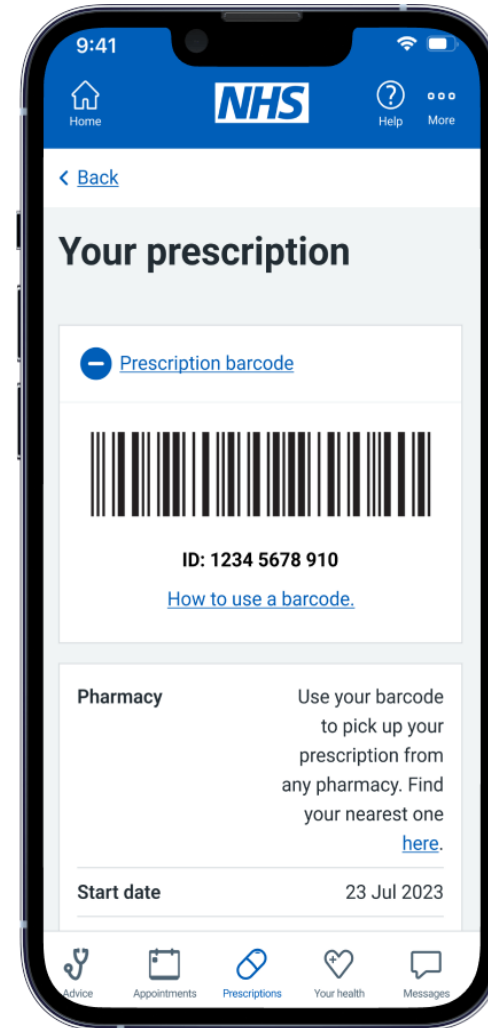 9:41
NHS
Home
Help
More
Back
Your prescription
Prescription barcode
ID: 1234 5678 910
How to use a barcode.
Pharmacy
Use your barcode
to pick up your
prescription from
any pharmacy. Find
your nearest one
here.
Start date 23 Jul 2023
Advice Appointments Prescriptions Your health Messages